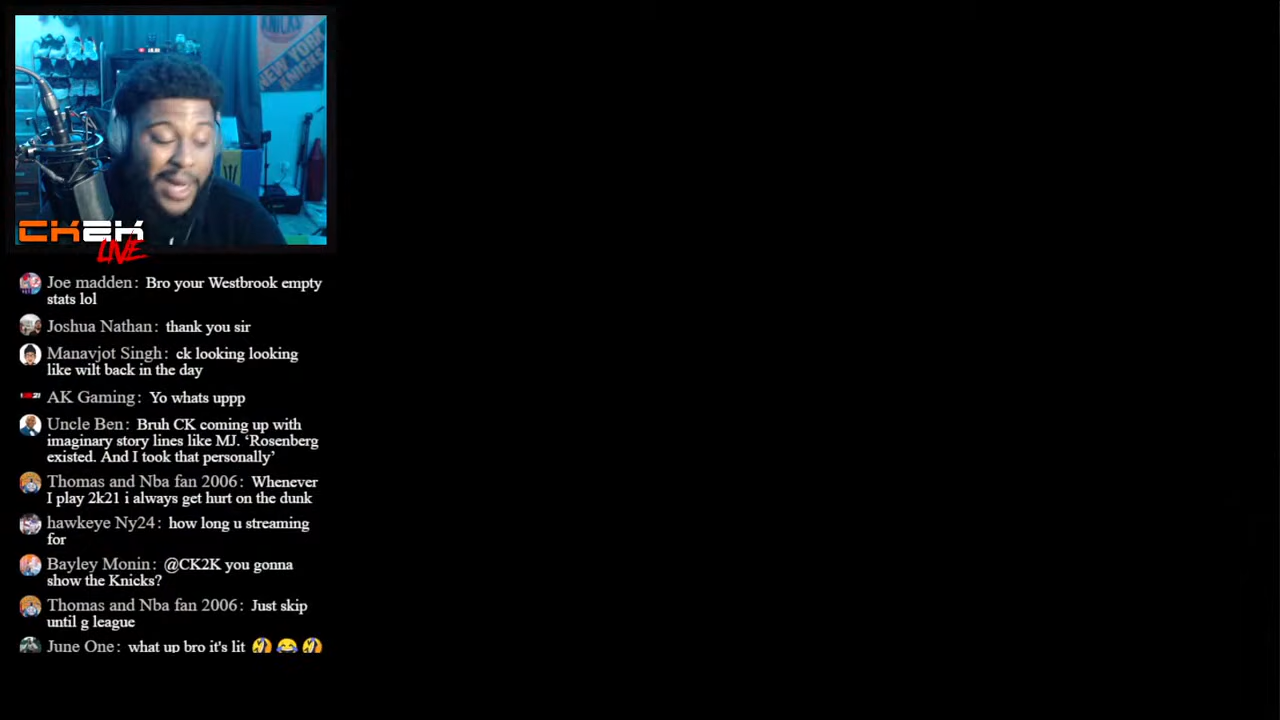 NEW YORK
KNICKS
CK2K
LIVE
Joe madden: Bro your Westbrook empty
stats lol
Joshua Nathan: thank you sir
Manavjot Singh: ck looking looking
like wilt back in the day
AK Gaming: Yo whats uppp
Uncle Ben: Bruh CK coming up with
imaginary story lines like MJ. ‘Rosenberg
existed. And I took that personally’
Thomas and Nba fan 2006: Whenever
I play 2k21 i always get hurt on the dunk
hawkeye Ny24: how long u streaming
for
Bayley Monin: @CK2K you gonna
show the Knicks?
Thomas and Nba fan 2006: Just skip
until g league
June One: what up bro it's lit 🤣 😂 🤣